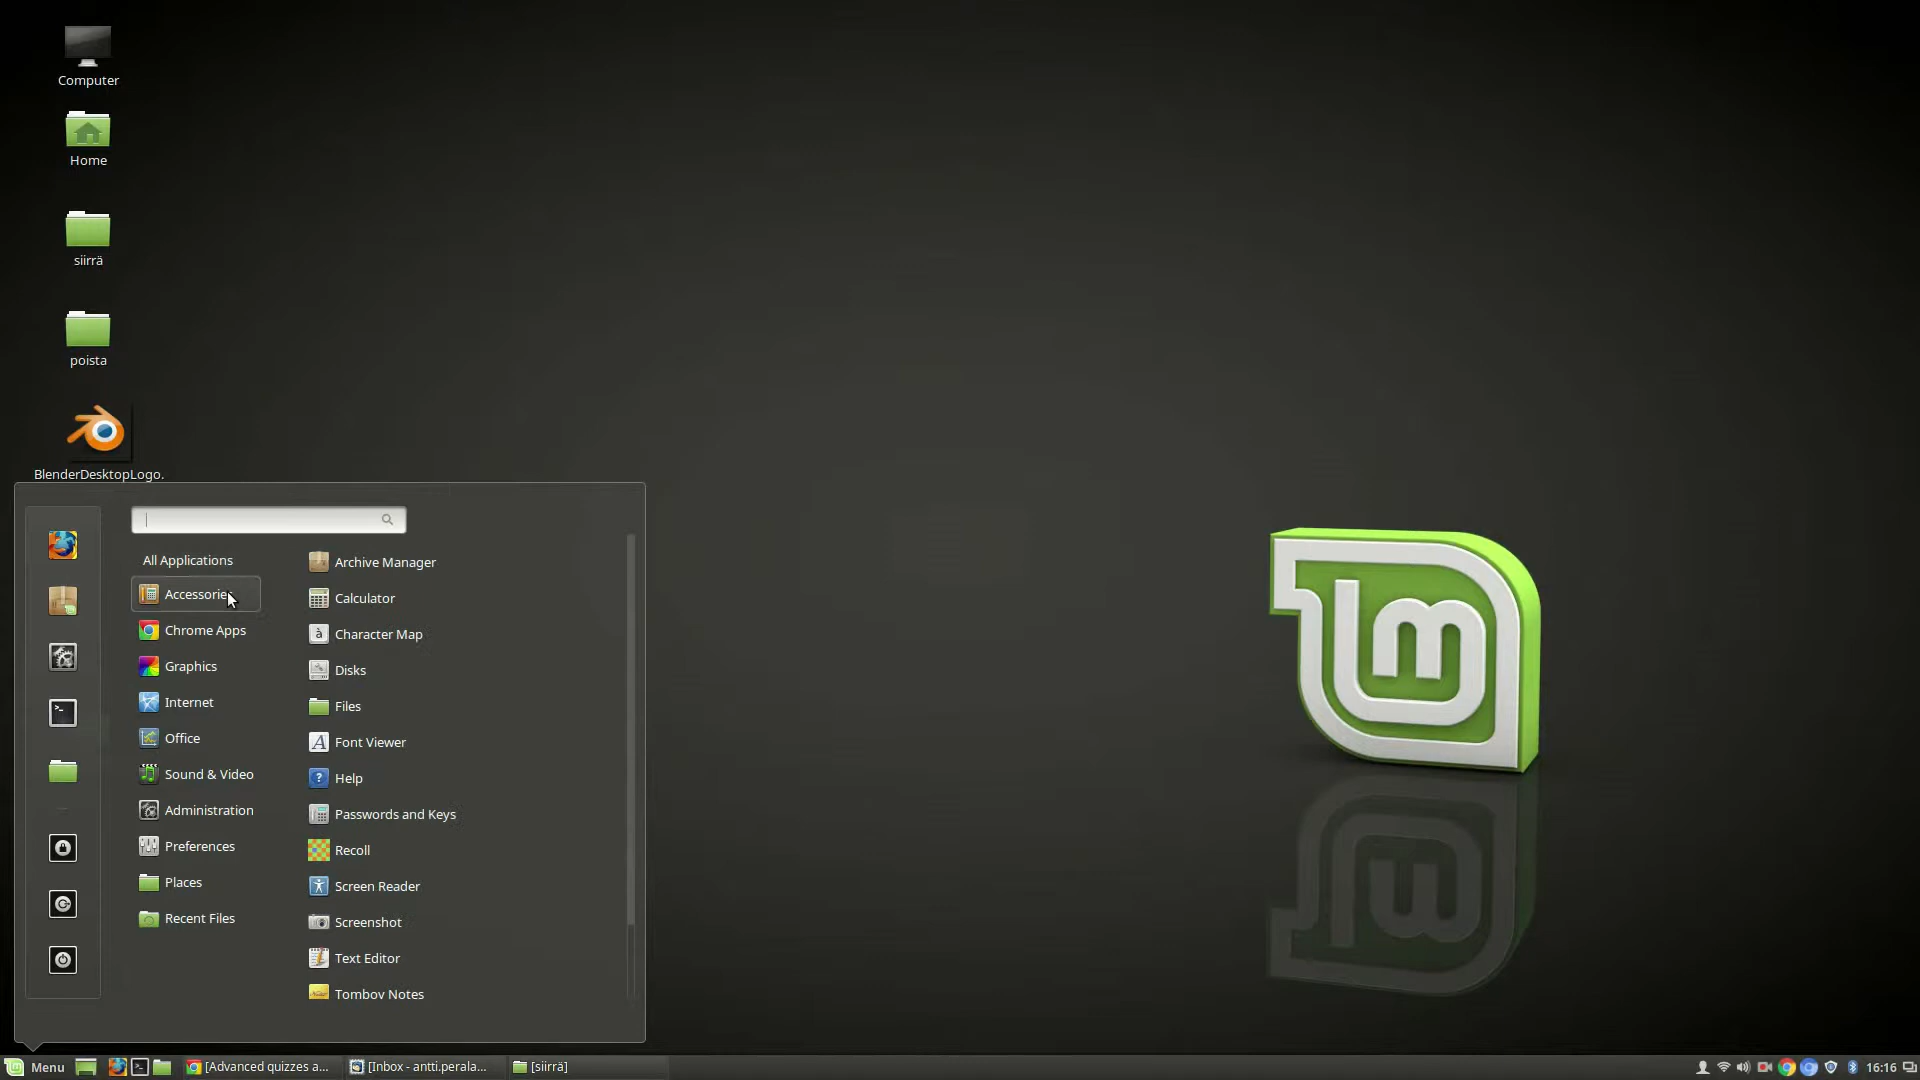 Computer
Home
siirrä
poista
BlenderDesktopLogo.
All Applications
Accessories
Chrome Apps
Graphics
Internet
Office
Sound & Video
Administration
Preferences
Places
Recent Files
Archive Manager
Calculator
Character Map
Disks
Files
Font Viewer
Help
Passwords and Keys
Recoll
Screen Reader
Screenshot
Text Editor
Tomboy Notes
Menu
[Advanced quizzes a...
[Inbox - antti.perala...
[siirrä]
16:16